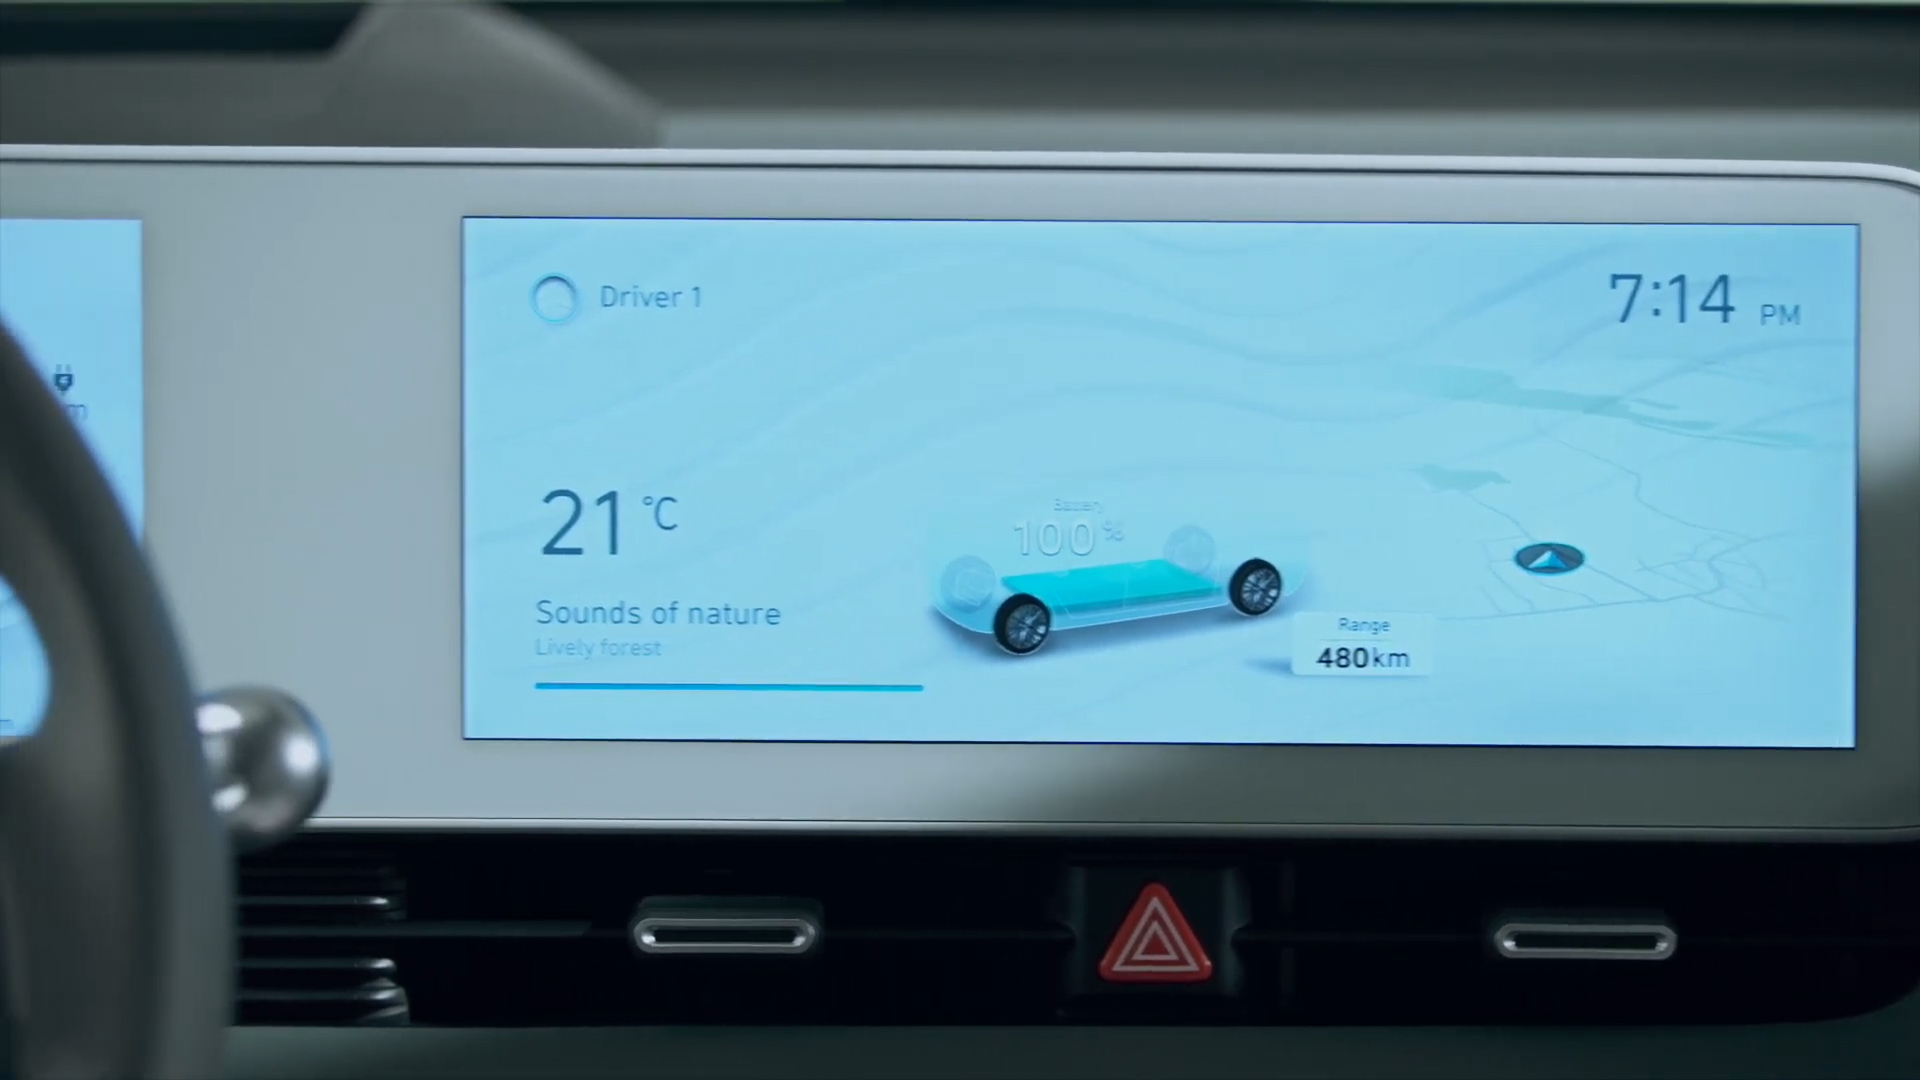 Driver 1
7:14 PM
21 °C
Sounds of nature
Lively forest
Battery
100%
Range
480km